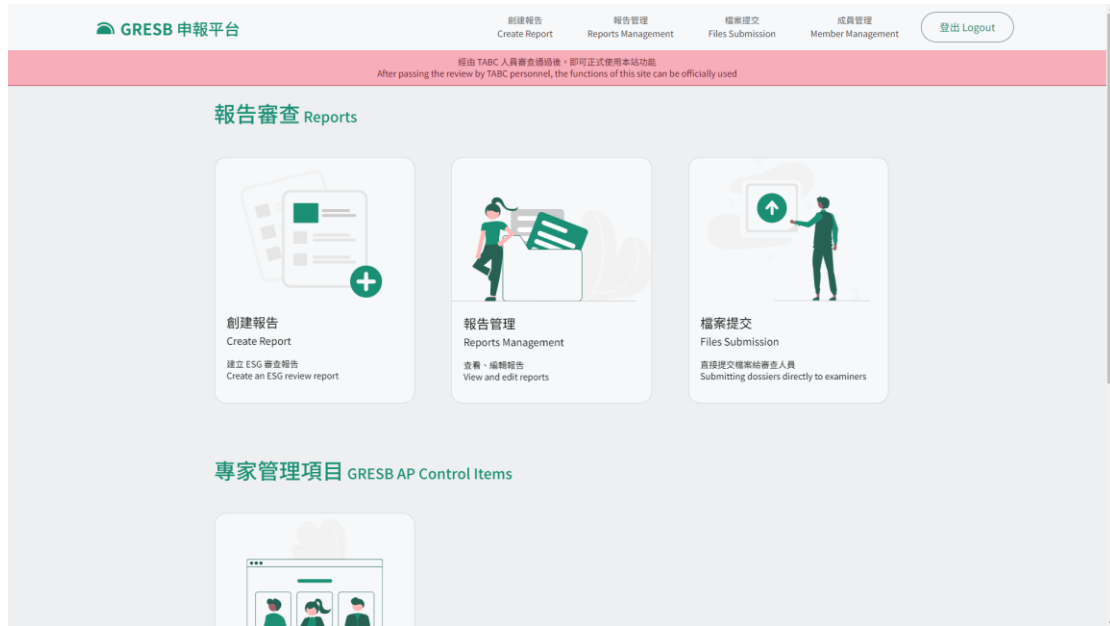 GRESB 申報平台
創建報告
Create Report
報告管理
Reports Management
檔案提交
Files Submission
成員管理
Member Management
登出 Logout
經由 TABC 人員審查通過後，即可正式使用本站功能
After passing the review by TABC personnel, the functions of this site can be officially used
報告審查 Reports
創建報告
Create Report
建立 ESG 審查報告
Create an ESG review report
報告管理
Reports Management
查看、編輯報告
View and edit reports
檔案提交
Files Submission
直接提交檔案給審查人員
Submitting dossiers directly to examiners
專家管理項目 GRESB AP Control Items